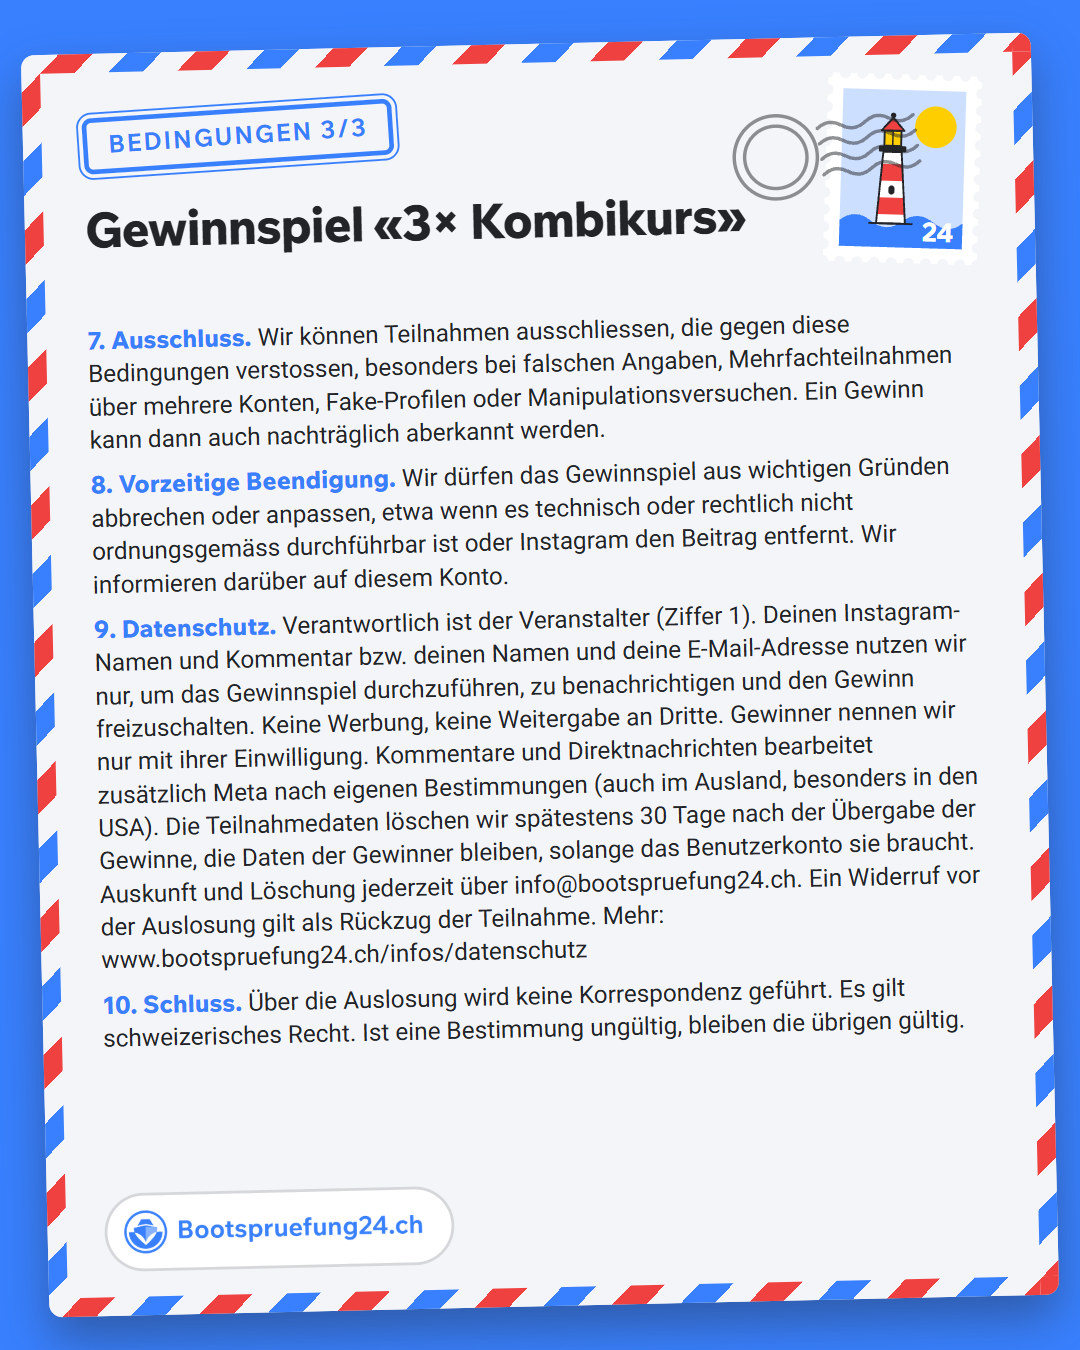 BEDINGUNGEN 3/3
24
Gewinnspiel «3× Kombikurs»
7. Ausschluss. Wir können Teilnahmen ausschliessen, die gegen diese
Bedingungen verstossen, besonders bei falschen Angaben, Mehrfachteilnahmen
über mehrere Konten, Fake-Profilen oder Manipulationsversuchen. Ein Gewinn
kann dann auch nachträglich aberkannt werden.
8. Vorzeitige Beendigung. Wir dürfen das Gewinnspiel aus wichtigen Gründen
abbrechen oder anpassen, etwa wenn es technisch oder rechtlich nicht
ordnungsgemäss durchführbar ist oder Instagram den Beitrag entfernt. Wir
informieren darüber auf diesem Konto.
9. Datenschutz. Verantwortlich ist der Veranstalter (Ziffer 1). Deinen Instagram-
Namen und Kommentar bzw. deinen Namen und deine E-Mail-Adresse nutzen wir
nur, um das Gewinnspiel durchzuführen, zu benachrichtigen und den Gewinn
freizuschalten. Keine Werbung, keine Weitergabe an Dritte. Gewinner nennen wir
nur mit ihrer Einwilligung. Kommentare und Direktnachrichten bearbeitet
zusätzlich Meta nach eigenen Bestimmungen (auch im Ausland, besonders in den
USA). Die Teilnahmedaten löschen wir spätestens 30 Tage nach der Übergabe der
Gewinne, die Daten der Gewinner bleiben, solange das Benutzerkonto sie braucht.
Auskunft und Löschung jederzeit über info@bootspruefung24.ch. Ein Widerruf vor
der Auslosung gilt als Rückzug der Teilnahme. Mehr:
www.bootspruefung24.ch/infos/datenschutz
10. Schluss. Über die Auslosung wird keine Korrespondenz geführt. Es gilt
schweizerisches Recht. Ist eine Bestimmung ungültig, bleiben die übrigen gültig.
Bootspruefung24.ch